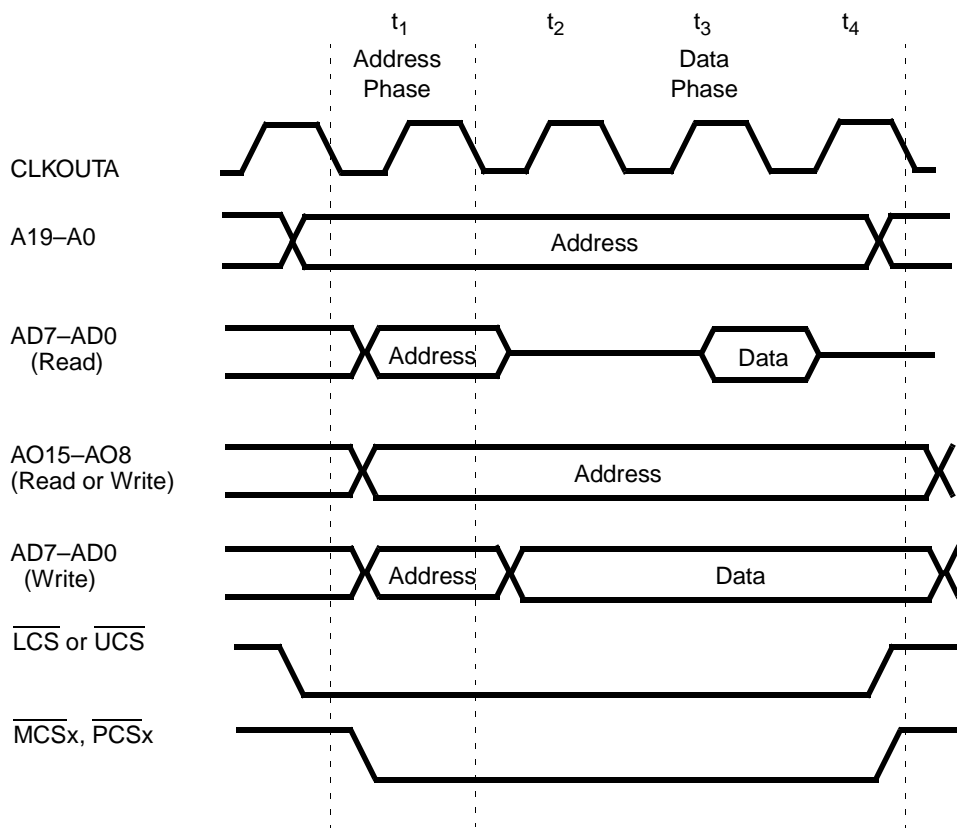 t1 t2 t3 t4
Address Phase
Data Phase
CLKOUTA
A19–A0
Address
AD7–AD0
(Read)
Address
Data
AO15–AO8
(Read or Write)
Address
AD7–AD0
(Write)
Address
Data
LCS or UCS
MCSx, PCSx